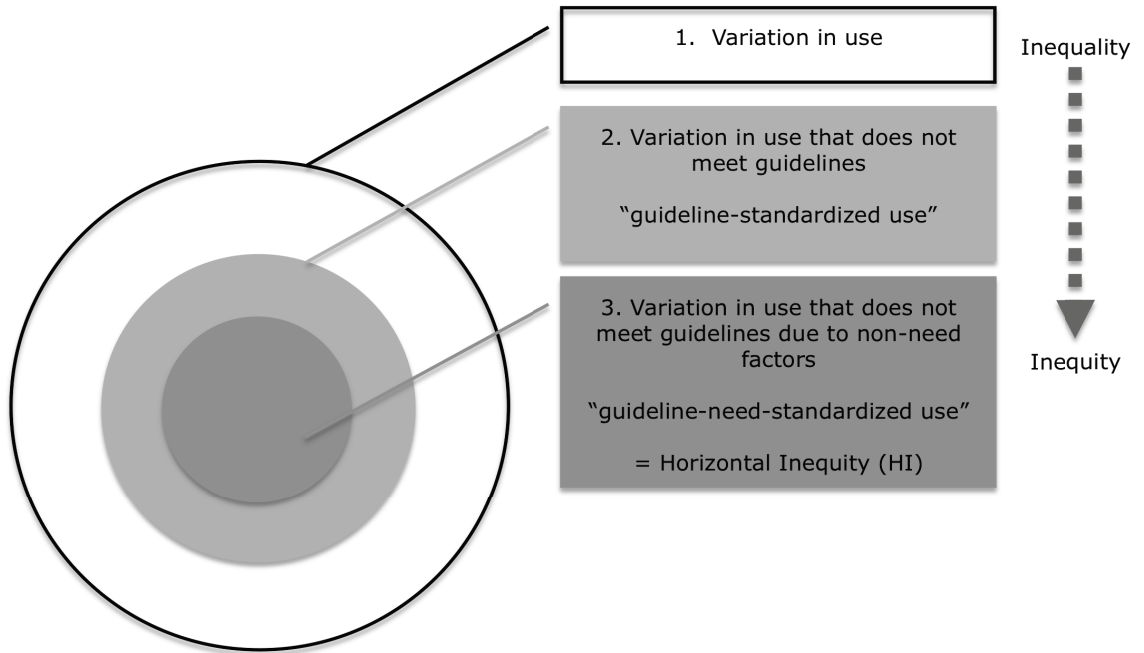 1. Variation in use
Inequality
2. Variation in use that does not
meet guidelines
“guideline-standardized use”
3. Variation in use that does not
meet guidelines due to non-need
factors
“guideline-need-standardized use”
= Horizontal Inequity (HI)
Inequity